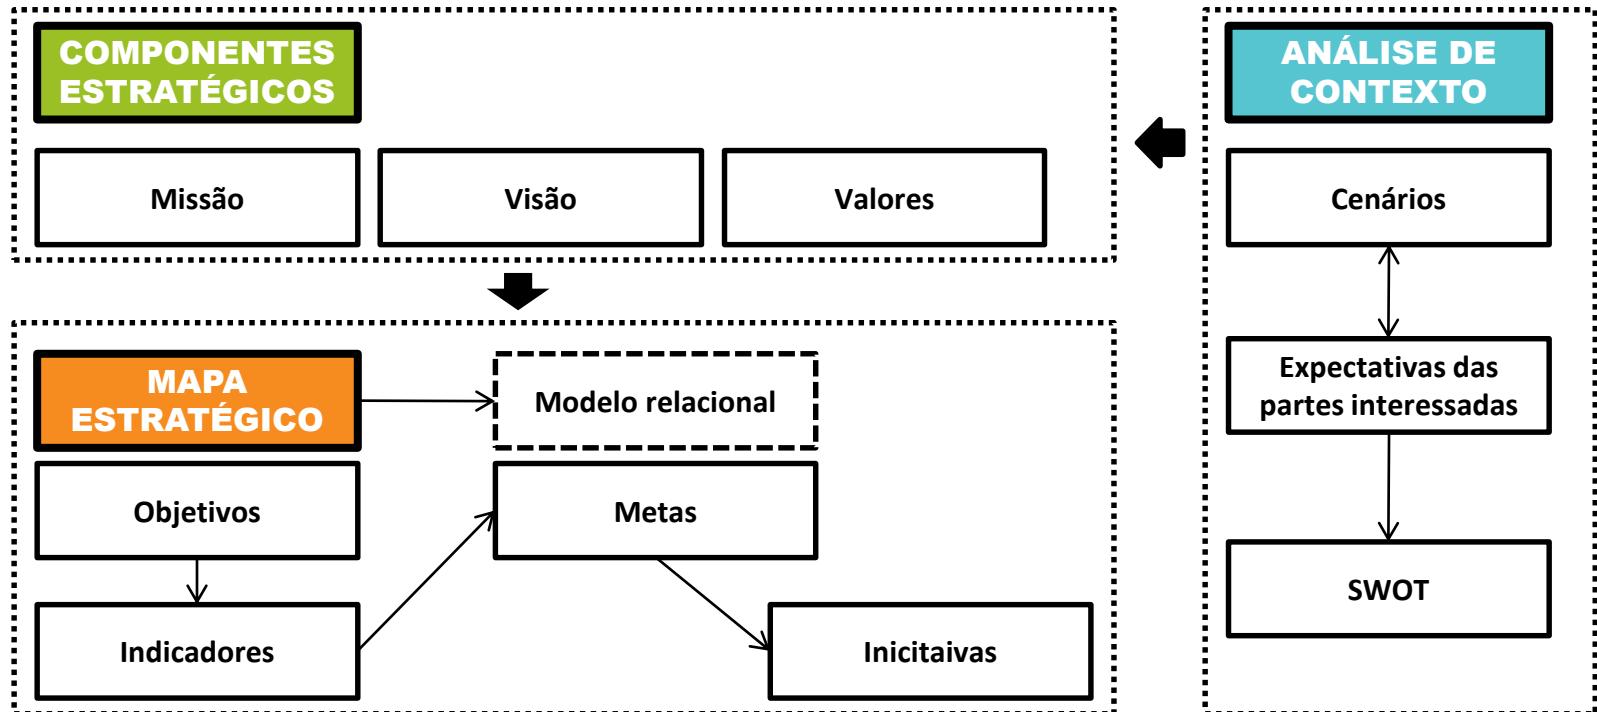 COMPONENTES
ESTRATÉGICOS
Missão
Visão
Valores
MAPA
ESTRATÉGICO
Modelo relacional
Objetivos
Metas
Indicadores
Inicitaivas
ANÁLISE DE
CONTEXTO
Cenários
Expectativas das
partes interessadas
SWOT